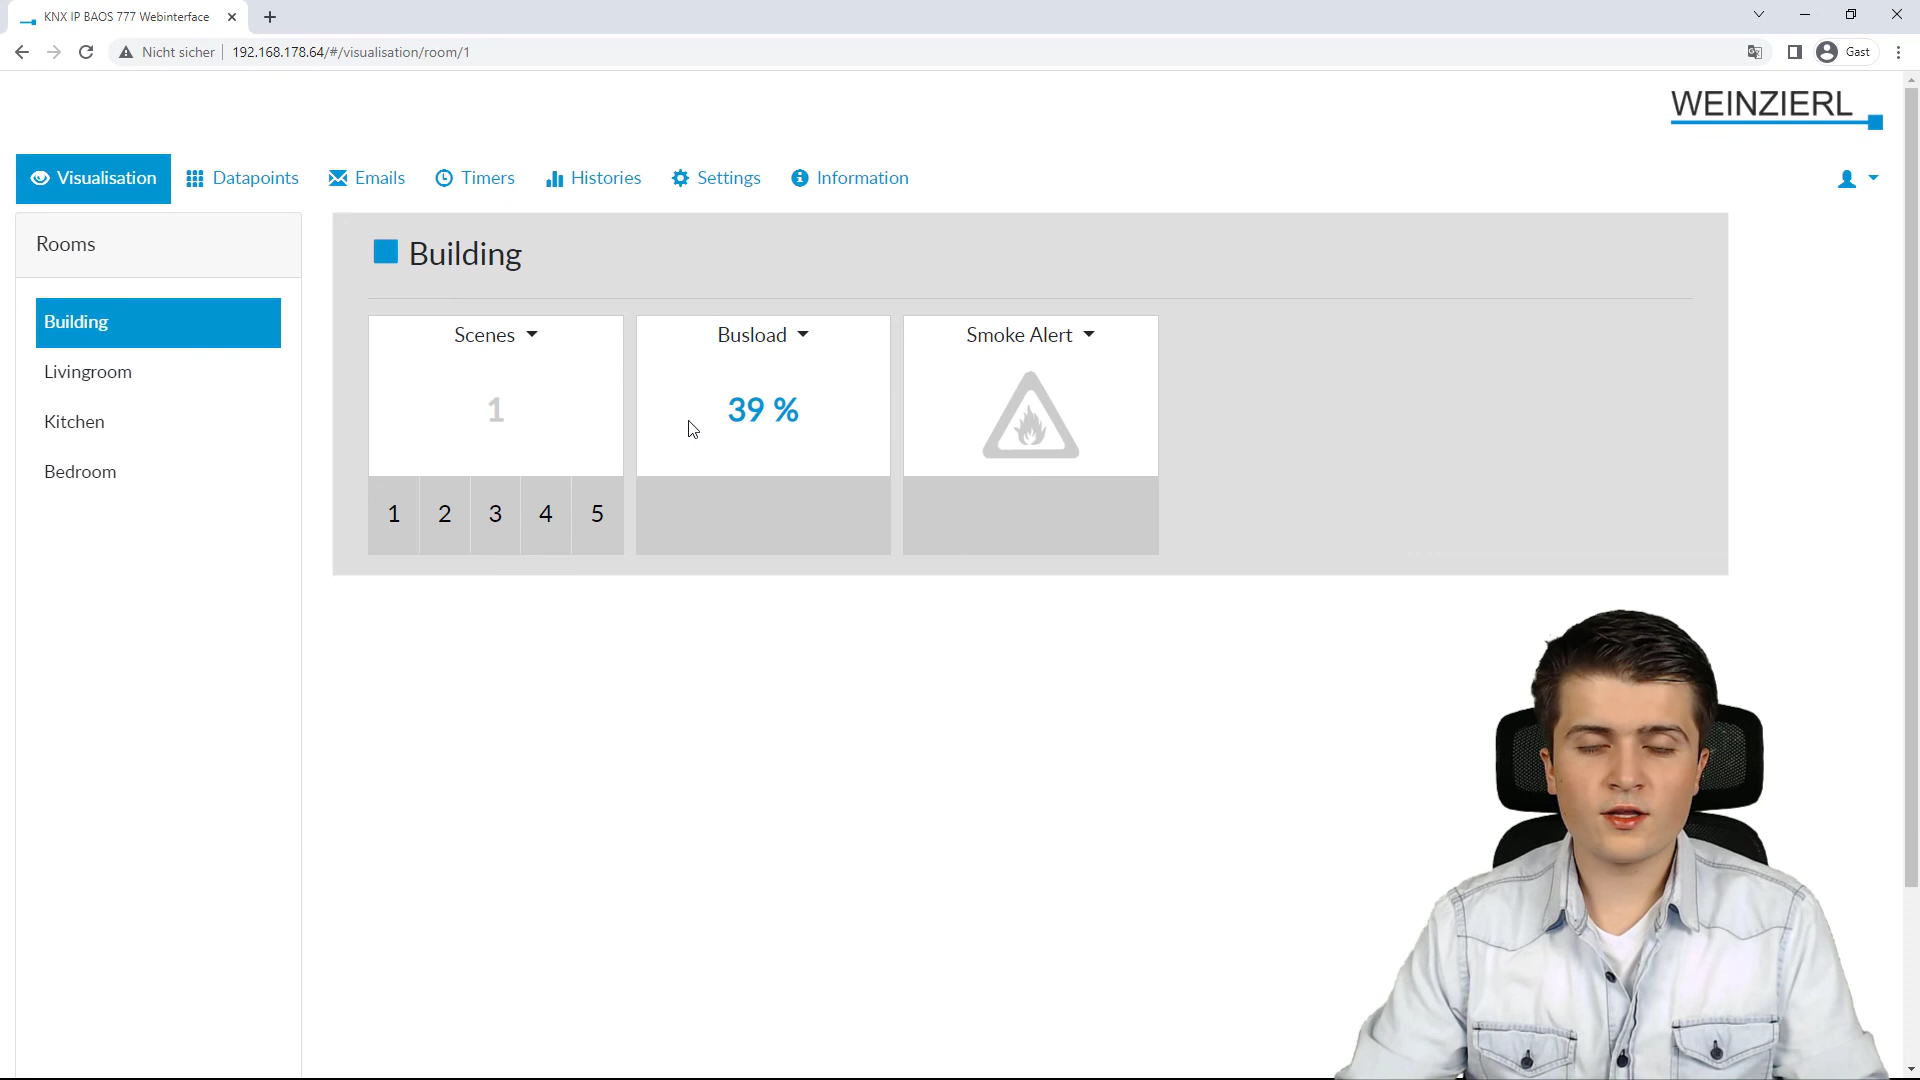 KNX IP BAOS 777 Webinterface
Nicht sicher 192.168.178.64/#/visualisation/room/1 Gast
WEINZIERL
Visualisation Datapoints Emails Timers Histories Settings Information
Rooms
Building
Livingroom
Kitchen
Bedroom
Building
Scenes
1
1 2 3 4 5
Busload
39 %
Smoke Alert